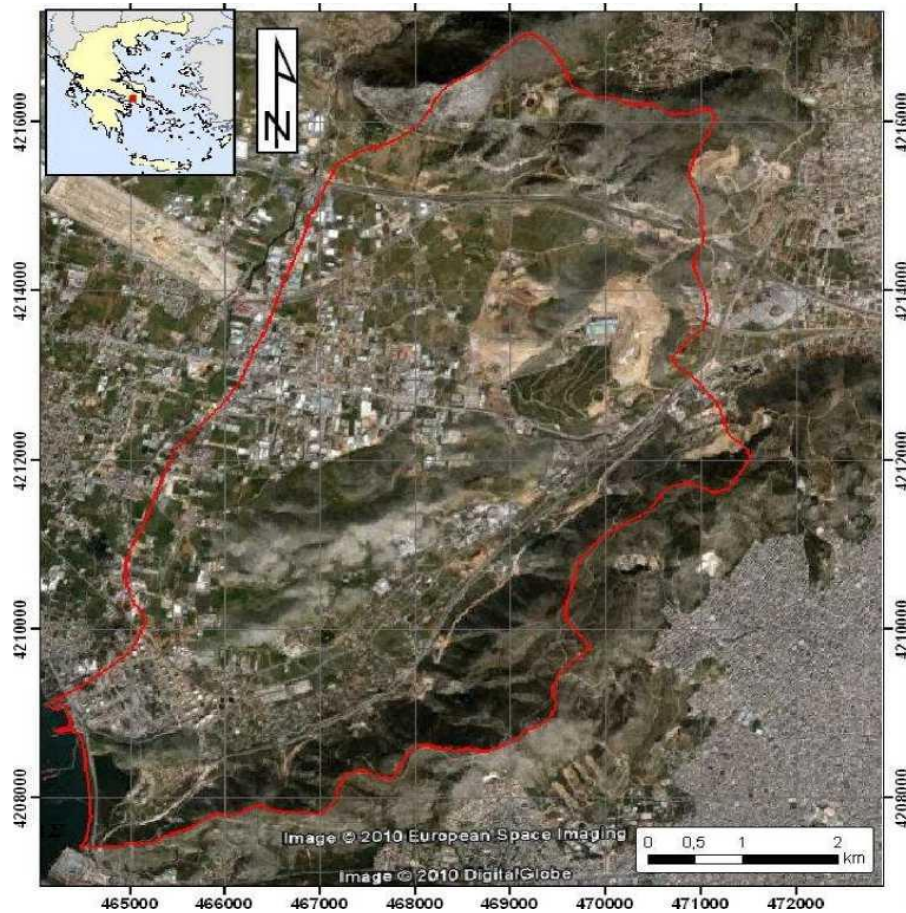 N
4216000 4216000
4214000 4214000
4212000 4212000
4210000 4210000
4208000 4208000
Image © 2010 European Space Imaging
Image © 2010 DigitalGlobe
0 0,5 1 2
km
465000 466000 467000 468000 469000 470000 471000 472000